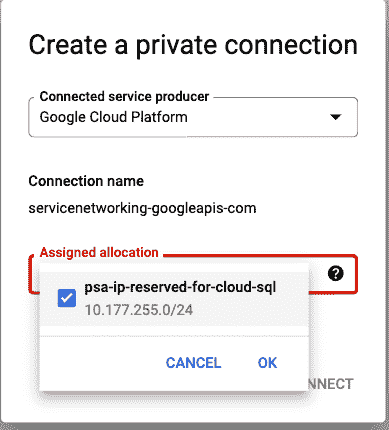 Create a private connection
Connected service producer
Google Cloud Platform
Connection name
servicenetworking-googleapis-com
Assigned allocation
psa-ip-reserved-for-cloud-sql
10.177.255.0/24
CANCEL OK
NNECT